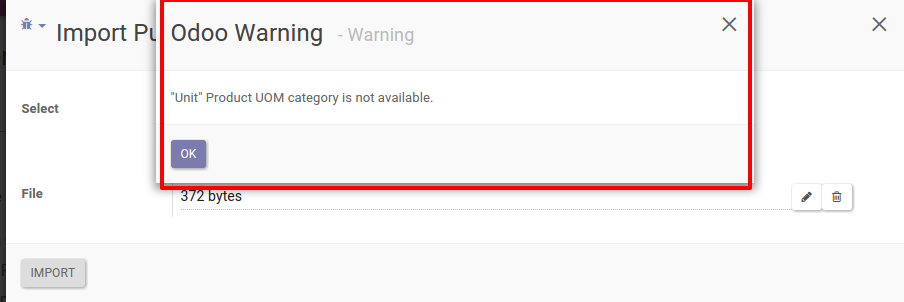 Import Pu
Odoo Warning - Warning
"Unit" Product UOM category is not available.
Select
OK
File
372 bytes
IMPORT